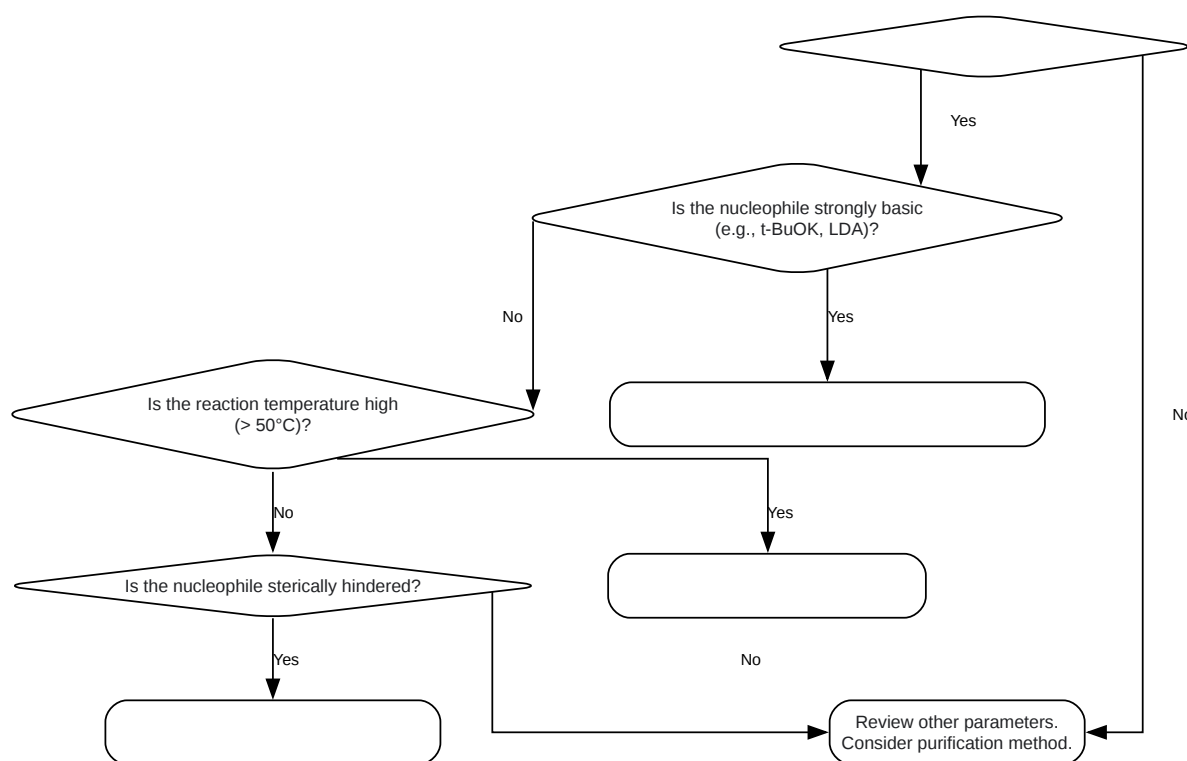 Yes
Is the nucleophile strongly basic
(e.g., t-BuOK, LDA)?
No
Yes
Is the reaction temperature high
(> 50°C)?
No
No
Yes
Is the nucleophile sterically hindered?
Yes
No
Review other parameters.
Consider purification method.